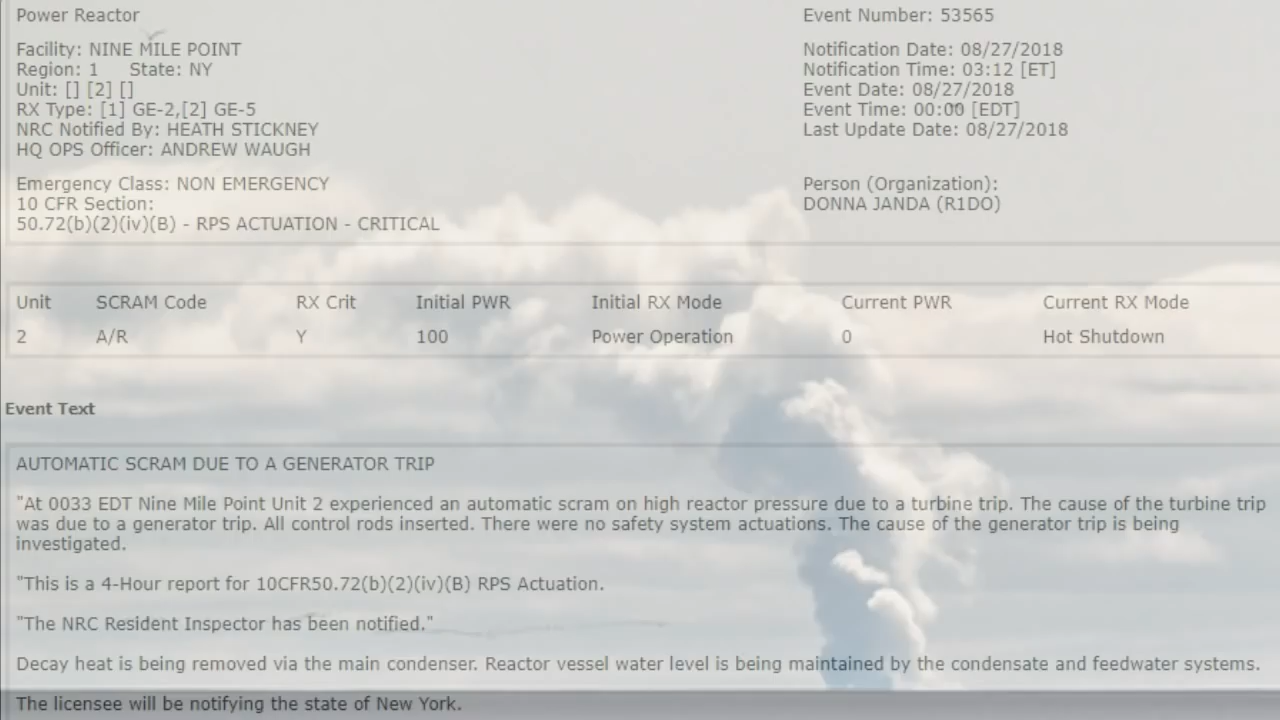 Power Reactor
Event Number: 53565
Facility: NINE MILE POINT
Region: 1 State: NY
Unit: [] [2] []
RX Type: [1] GE-2,[2] GE-5
NRC Notified By: HEATH STICKNEY
HQ OPS Officer: ANDREW WAUGH
Notification Date: 08/27/2018
Notification Time: 03:12 [ET]
Event Date: 08/27/2018
Event Time: 00:00 [EDT]
Last Update Date: 08/27/2018
Emergency Class: NON EMERGENCY
10 CFR Section:
50.72(b)(2)(iv)(B) - RPS ACTUATION - CRITICAL
Person (Organization):
DONNA JANDA (R1DO)
Unit SCRAM Code RX Crit Initial PWR Initial RX Mode Current PWR Current RX Mode
2 A/R Y 100 Power Operation 0 Hot Shutdown
Event Text
AUTOMATIC SCRAM DUE TO A GENERATOR TRIP
"At 0033 EDT Nine Mile Point Unit 2 experienced an automatic scram on high reactor pressure due to a turbine trip. The cause of the turbine trip
was due to a generator trip. All control rods inserted. There were no safety system actuations. The cause of the generator trip is being
investigated.
"This is a 4-Hour report for 10CFR50.72(b)(2)(iv)(B) RPS Actuation.
"The NRC Resident Inspector has been notified."
Decay heat is being removed via the main condenser. Reactor vessel water level is being maintained by the condensate and feedwater systems.
The licensee will be notifying the state of New York.